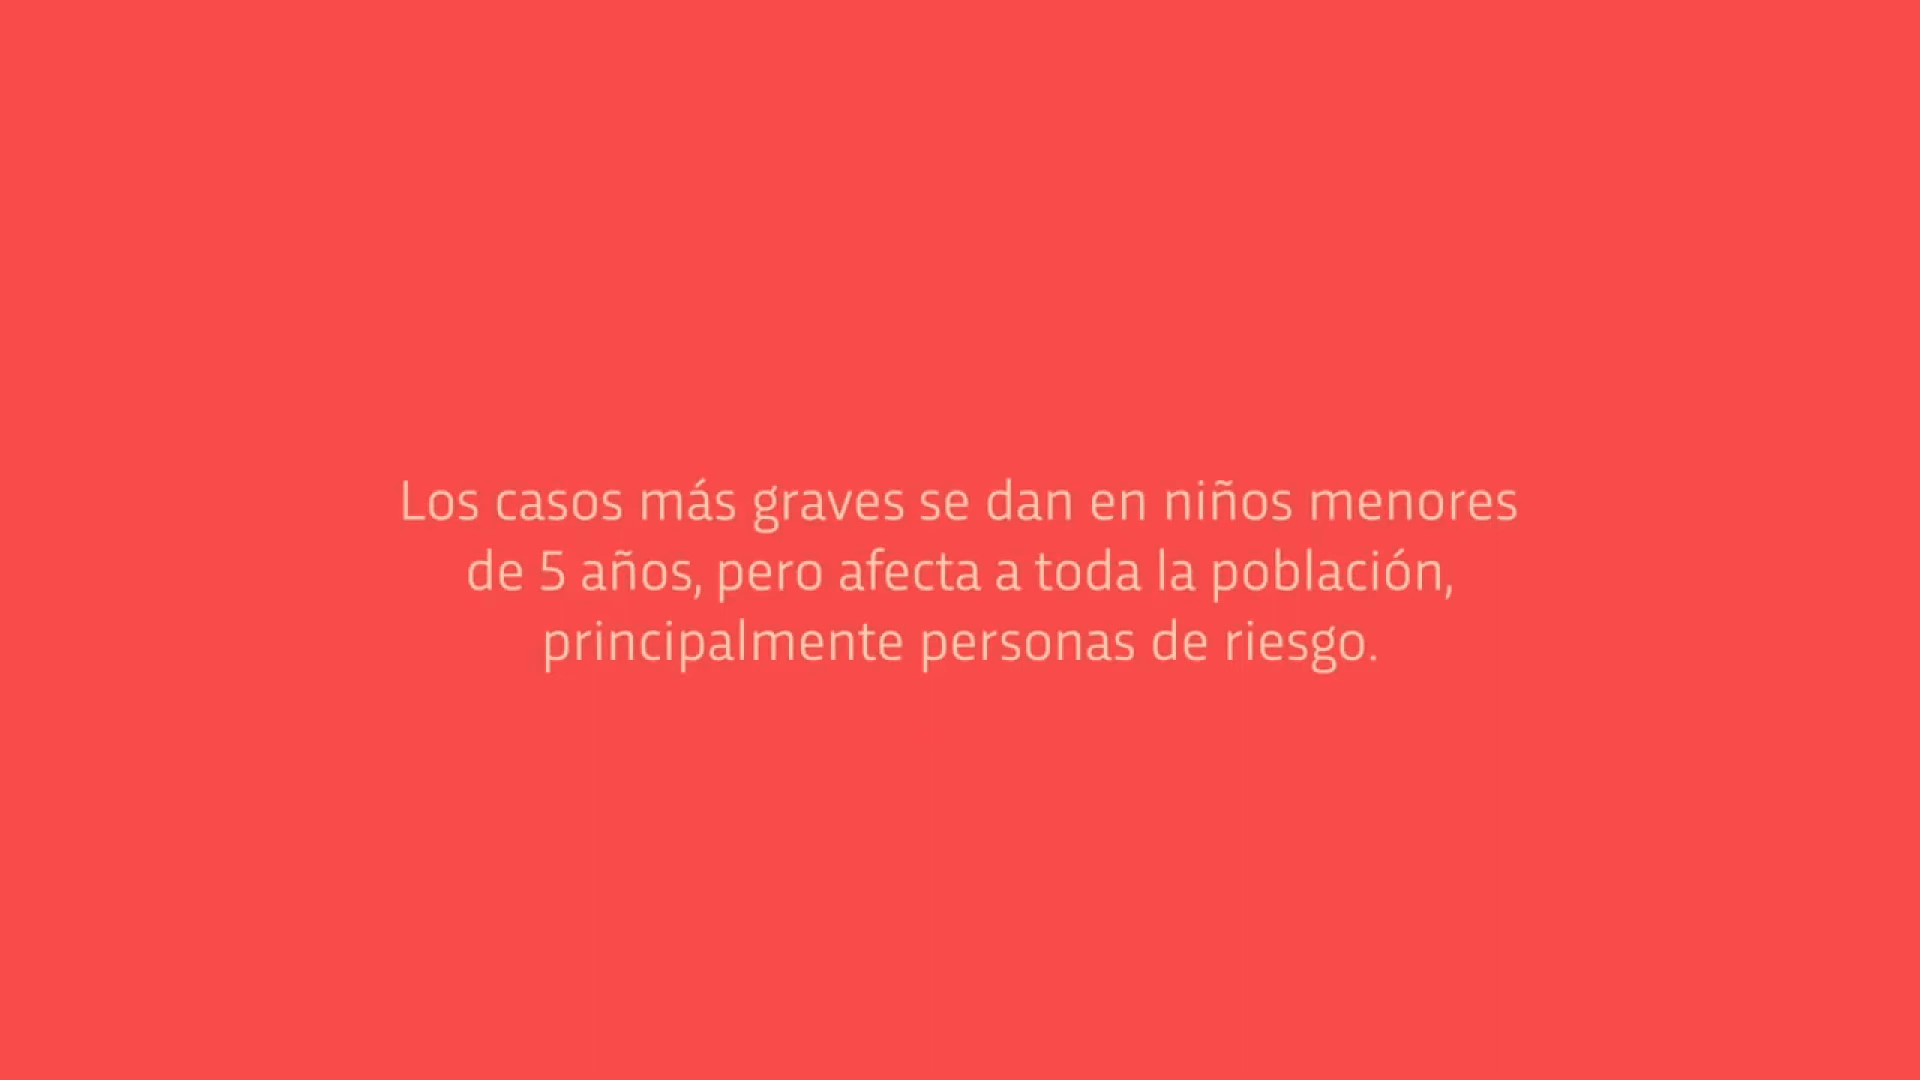 Los casos más graves se dan en niños menores
de 5 años, pero afecta a toda la población,
principalmente personas de riesgo.